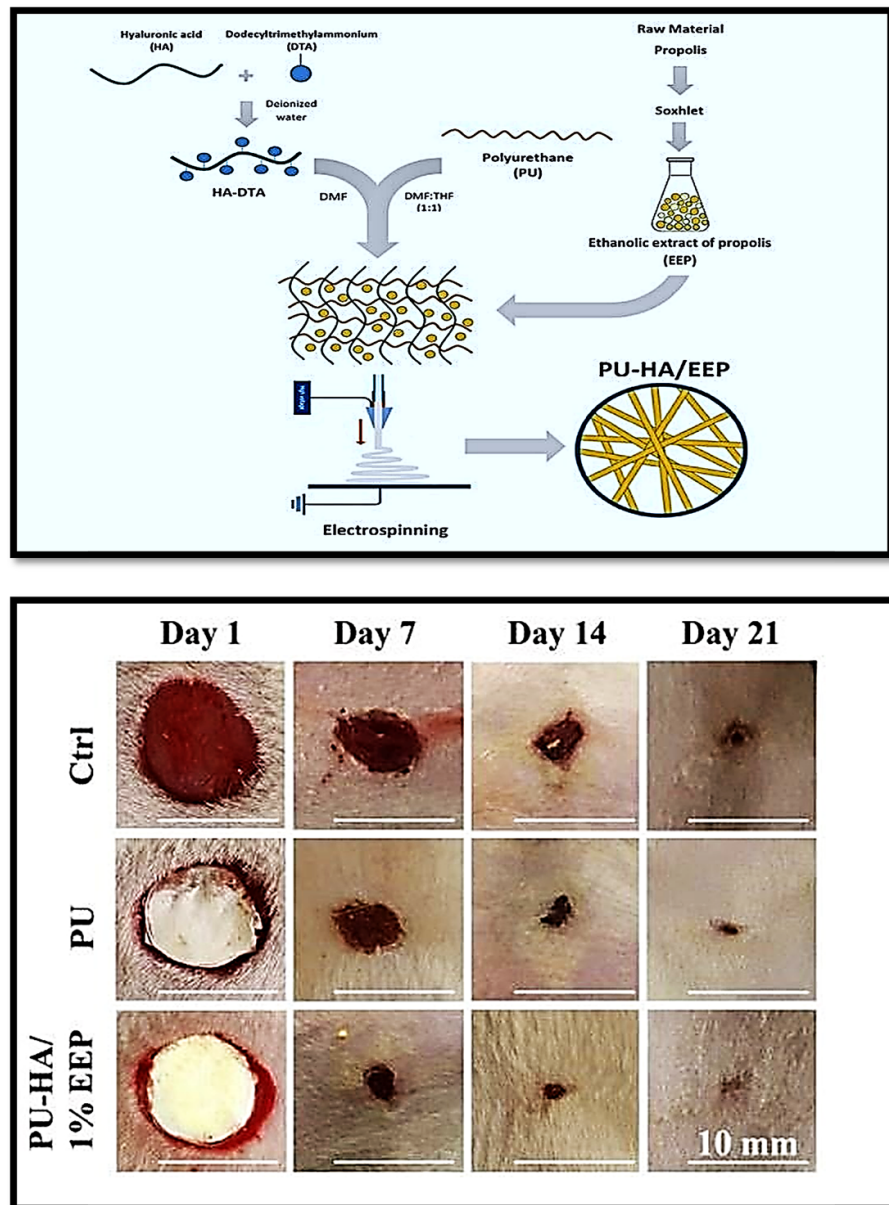 Hyaluronic acid
(HA)
Dodecyltrimethylammonium
(DTA)
Deionized
water
HA-DTA
DMF
DMF:THF
(1:1)
Polyurethane
(PU)
Raw Material
Propolis
Soxhlet
Ethanolic extract of propolis
(EEP)
PU-HA/EEP
Electrospinning
Day 1 Day 7 Day 14 Day 21
Ctrl
PU
PU-HA/
1% EEP
10 mm